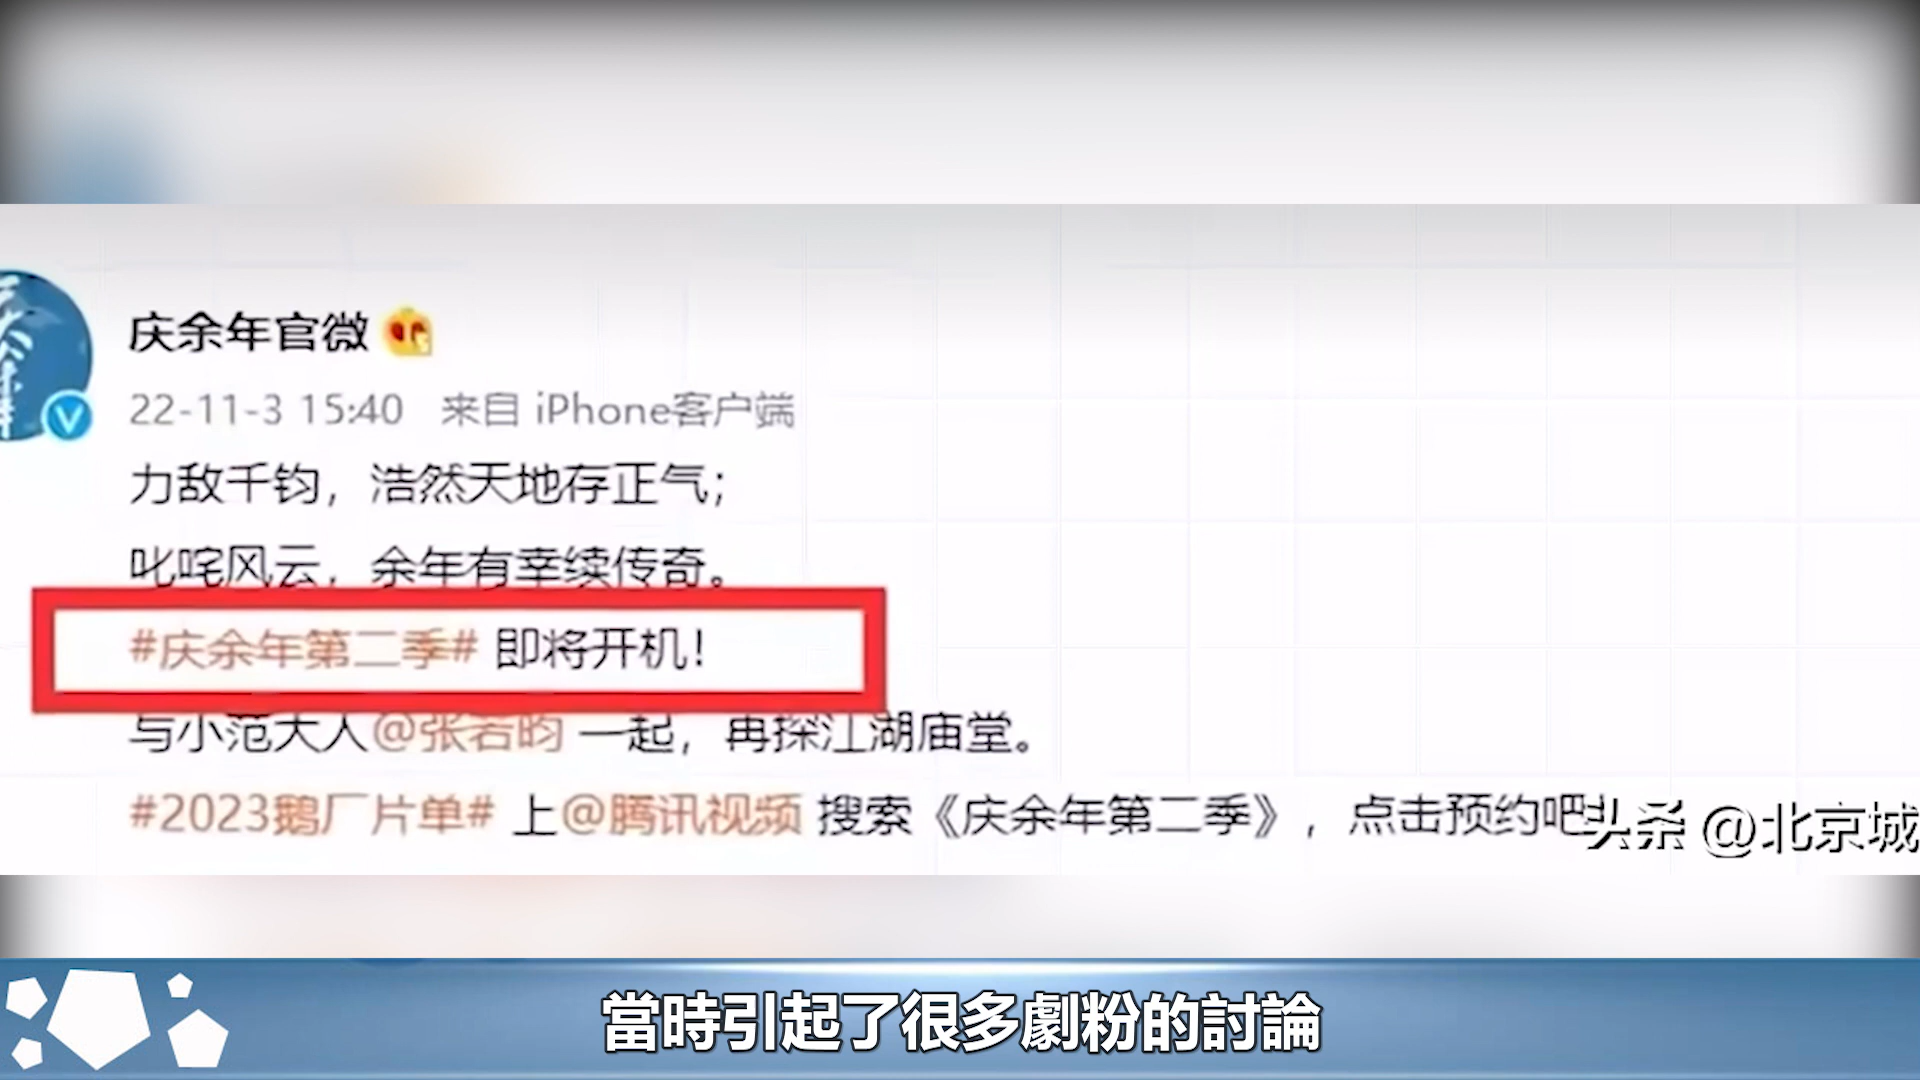 庆余年官微
22-11-3 15:40 来自 iPhone客户端
力敌千钧，浩然天地存正气；
叱咤风云，余年有幸续传奇。
#庆余年第二季# 即将开机！
与小范大人@张若昀 一起，再探江湖庙堂。
#2023鹅厂片单# 上@腾讯视频 搜索《庆余年第二季》，点击预约吧！
头条 @北京城
當時引起了很多劇粉的討論